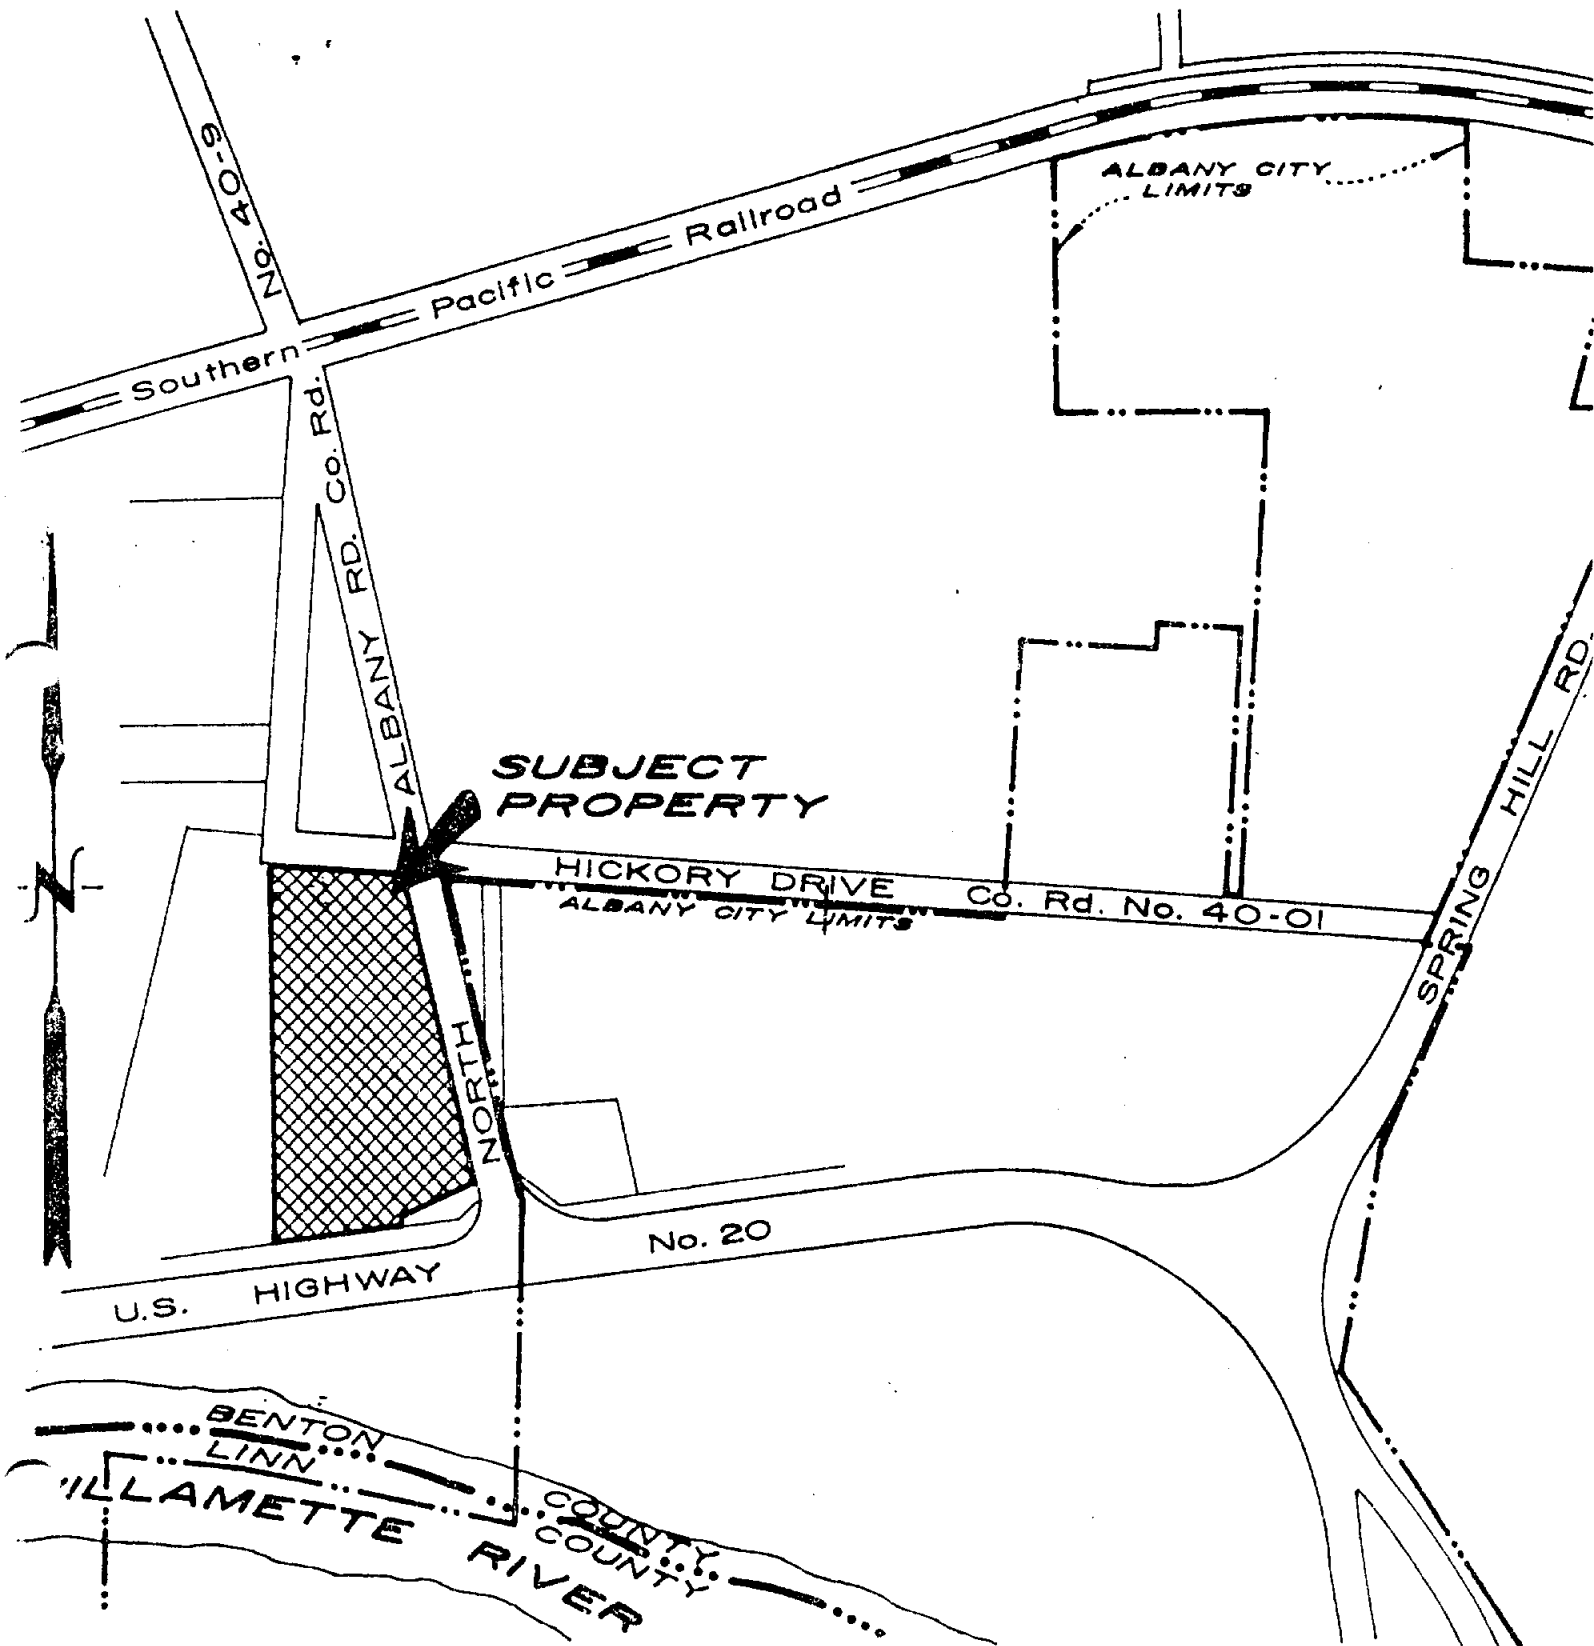 ALBANY CITY
LIMITS
Southern Pacific Railroad
NORTH ALBANY RD. Co. Rd. No. 40-9
SUBJECT
PROPERTY
HICKORY DRIVE Co. Rd. No. 40-01
ALBANY CITY LIMITS
SPRING HILL RD.
N
U.S. HIGHWAY No. 20
BENTON COUNTY
LINN COUNTY
ILLAMETTE RIVER